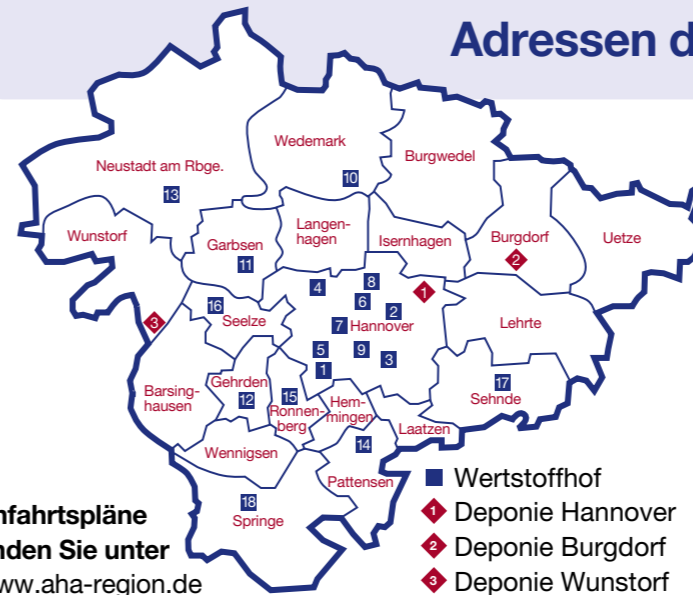 Adressen d
Wedemark
Burgwedel
Neustadt am Rbge.
10
13
Wunstorf
Langen-
hagen
Garbsen
Isernhagen
Burgdorf
Uetze
11
2
4
8
1
16
6
2
3
Seelze
7
Hannover
Lehrte
5
9
3
1
Gehrden
17
Barsing-
hausen
12
15
Ronnen-
berg
Hem-
mingen
Sehnde
Laatzen
14
Wennigsen
Pattensen
18
Springe
Wertstoffhof
1 Deponie Hannover
2 Deponie Burgdorf
3 Deponie Wunstorf
nfahrtspläne
nden Sie unter
ww.aha-region.de